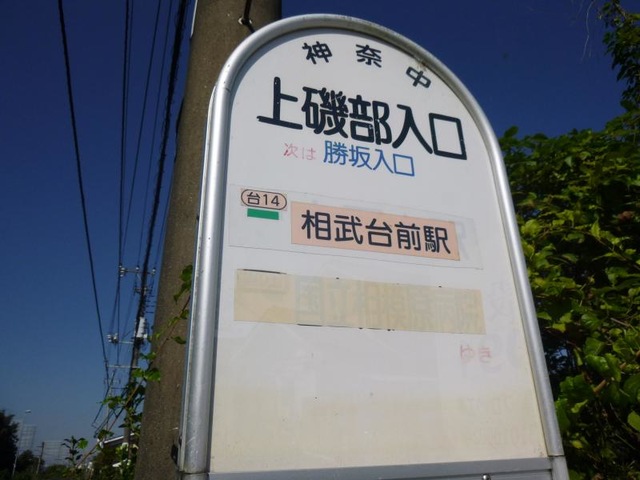 神奈中
上磯部入口
次は 勝坂入口
台14
相武台前駅
ゆき